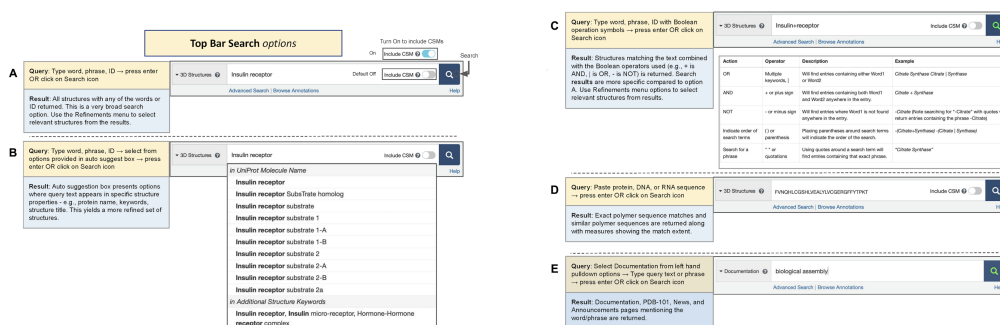 Top Bar Search options
Turn On to include CSMs
On
Include CSM
Search
A
Query: Type word, phrase, ID → press enter
OR click on Search icon
3D Structures
Insulin receptor
Default Off
Include CSM
Advanced Search | Browse Annotations
Help
Result: All structures with any of the words or
ID returned. This is a very broad search
option. Use the Refinements menu to select
relevant structures from the results.
B
Query: Type word, phrase, ID → select from
options provided in auto suggest box → press
enter OR click on Search icon
3D Structures
Insulin receptor
Include CSM
Help
Result: Auto suggestion box presents options
where query text appears in specific structure
properties - e.g., protein name, keywords,
structure title. This yields a more refined set of
structures.
in UniProt Molecule Name
Insulin receptor
Insulin receptor SubsTrate homolog
Insulin receptor substrate
Insulin receptor substrate 1
Insulin receptor substrate 1-A
Insulin receptor substrate 1-B
Insulin receptor substrate 2
Insulin receptor substrate 2-A
Insulin receptor substrate 2-B
Insulin receptor substrate 2a
in Additional Structure Keywords
Insulin receptor, Insulin micro-receptor, Hormone-Hormone
receptor complex
C
Query: Type word, phrase, ID with Boolean
operation symbols → press enter OR click on
Search icon
3D Structures
Insulin+receptor
Include CSM
Advanced Search | Browse Annotations
Result: Structures matching the text combined
with the Boolean operators used (e.g., + is
AND, | is OR, - is NOT) is returned. Search
results are more specific compared to option
A. Use Refinements menu options to select
relevant structures from results.
Action Operator Description Example
OR Multiple keywords, | Will find entries containing either Word1 or Word2 Citrate Synthase Citrate | Synthase
AND + or plus sign Will find entries containing both Word1 and Word2 anywhere in the entry. Citrate + Synthase
NOT - or minus sign Will find entries where Word1 is not found anywhere in the entry. -Citrate (Note searching for "-Citrate" with quotes return entries containing the phrase -Citrate)
Indicate order of search terms () or parenthesis Placing parentheses around search terms will indicate the order of the search. -(Citrate+Synthase) -(Citrate | Synthase)
Search for a phrase " " or quotations Using quotes around a search term will find entries containing that exact phrase. "Citrate Synthase"
D
Query: Paste protein, DNA, or RNA sequence
→ press enter OR click on Search icon
3D Structures
FVNQHLCGSHLVEALYLVCGERGFFYTPKT
Include CSM
Advanced Search | Browse Annotations
Result: Exact polymer sequence matches and
similar polymer sequences are returned along
with measures showing the match extent.
E
Query: Select Documentation from left hand
pulldown options → Type query text or phrase
→ press enter OR click on Search icon
Documentation
biological assembly
Advanced Search | Browse Annotations
Result: Documentation, PDB-101, News, and
Announcements pages mentioning the
word/phrase are returned.